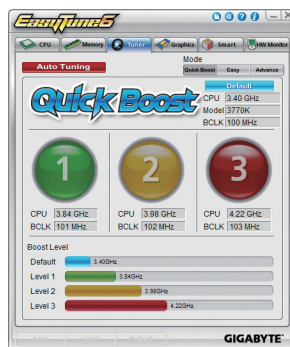 EasyTune6
CPU Memory Tuner Graphics Smart HW Monitor
Mode
Auto Tuning
Quick Boost Easy Advance
Quick Boost
Default
CPU 3.40 GHz
Model 3770K
BCLK 100 MHz
1 2 3
CPU 3.84 GHz CPU 3.98 GHz CPU 4.22 GHz
BCLK 101 MHz BCLK 102 MHz BCLK 103 MHz
Boost Level
Default 3.40GHz
Level 1 3.84GHz
Level 2 3.98GHz
Level 3 4.22GHz
Save Load Default
GIGABYTE